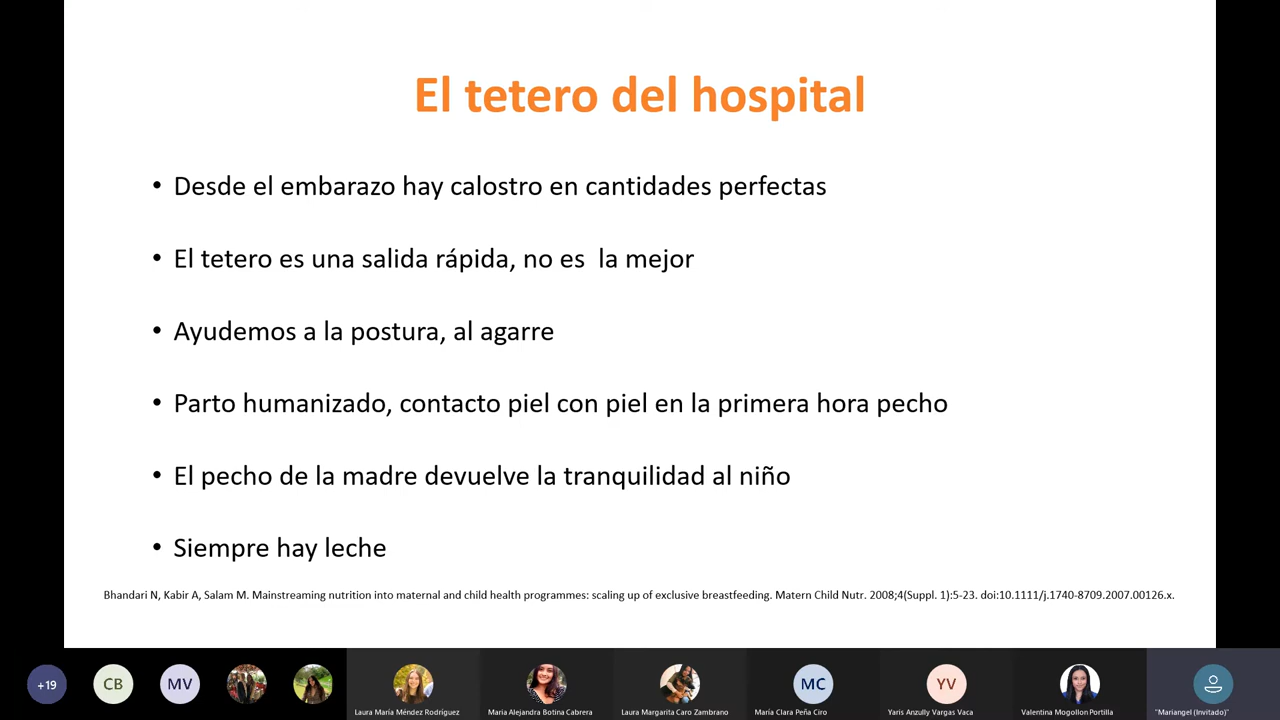 El tetero del hospital
• Desde el embarazo hay calostro en cantidades perfectas
• El tetero es una salida rápida, no es  la mejor
• Ayudemos a la postura, al agarre
• Parto humanizado, contacto piel con piel en la primera hora pecho
• El pecho de la madre devuelve la tranquilidad al niño
• Siempre hay leche
Bhandari N, Kabir A, Salam M. Mainstreaming nutrition into maternal and child health programmes: scaling up of exclusive breastfeeding. Matern Child Nutr. 2008;4(Suppl. 1):5-23. doi:10.1111/j.1740-8709.2007.00126.x.
+19 CB MV MC YV
Laura María Méndez Rodríguez Maria Alejandra Botina Cabrera Laura Margarita Caro Zambrano María Clara Peña Ciro Yaris Anzully Vargas Vaca Valentina Mogollon Portilla "Mariangel (Invitado)"